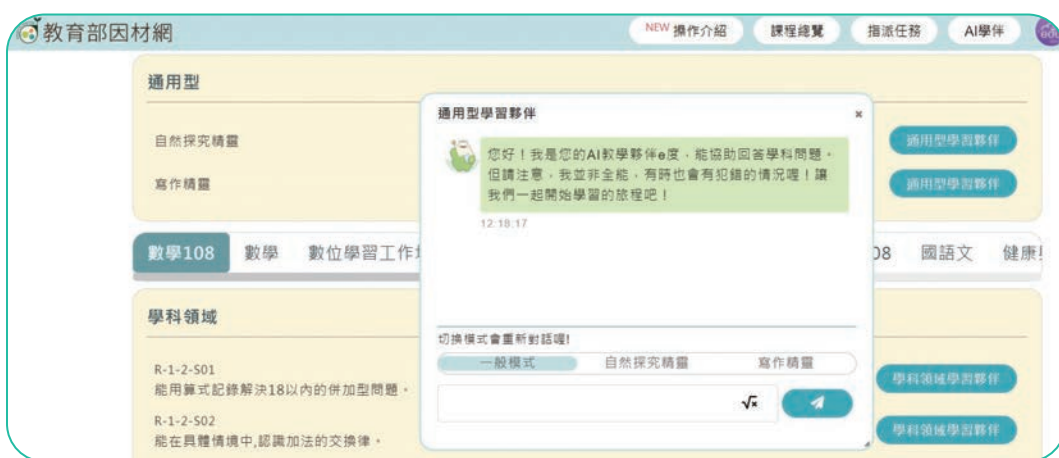 教育部因材網
NEW 操作介紹
課程總覽
指派任務
AI學伴
通用型
自然探究精靈
通用型學習夥伴
寫作精靈
通用型學習夥伴
通用型學習夥伴
×
您好！我是您的AI教學夥伴e度，能協助回答學科問題。
但請注意，我並非全能，有時也會有犯錯的情況喔！讓
我們一起開始學習的旅程吧！
12:18:17
切換模式會重新對話喔!
一般模式
自然探究精靈
寫作精靈
數學108
數學
數位學習工作
08
國語文
健康
學科領域
R-1-2-S01
能用算式記錄解決18以內的併加型問題。
學科領域學習夥伴
R-1-2-S02
能在具體情境中,認識加法的交換律。
學科領域學習夥伴